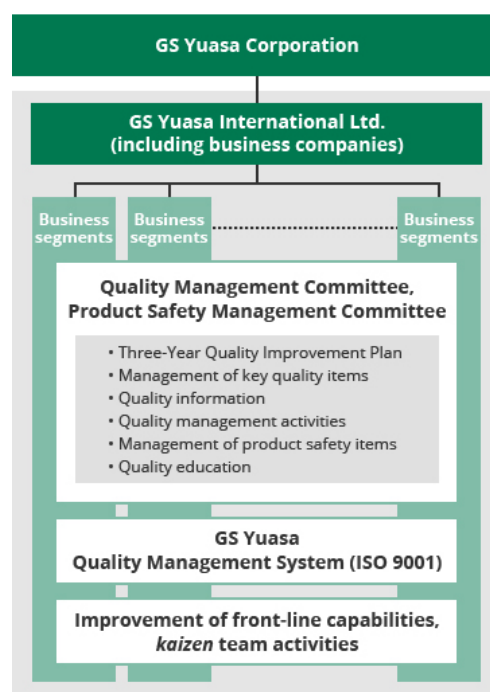 GS Yuasa Corporation
GS Yuasa International Ltd.
(including business companies)
Business
segments
Business
segments
Business
segments
Quality Management Committee,
Product Safety Management Committee
• Three-Year Quality Improvement Plan
• Management of key quality items
• Quality information
• Quality management activities
• Management of product safety items
• Quality education
GS Yuasa
Quality Management System (ISO 9001)
Improvement of front-line capabilities,
kaizen team activities